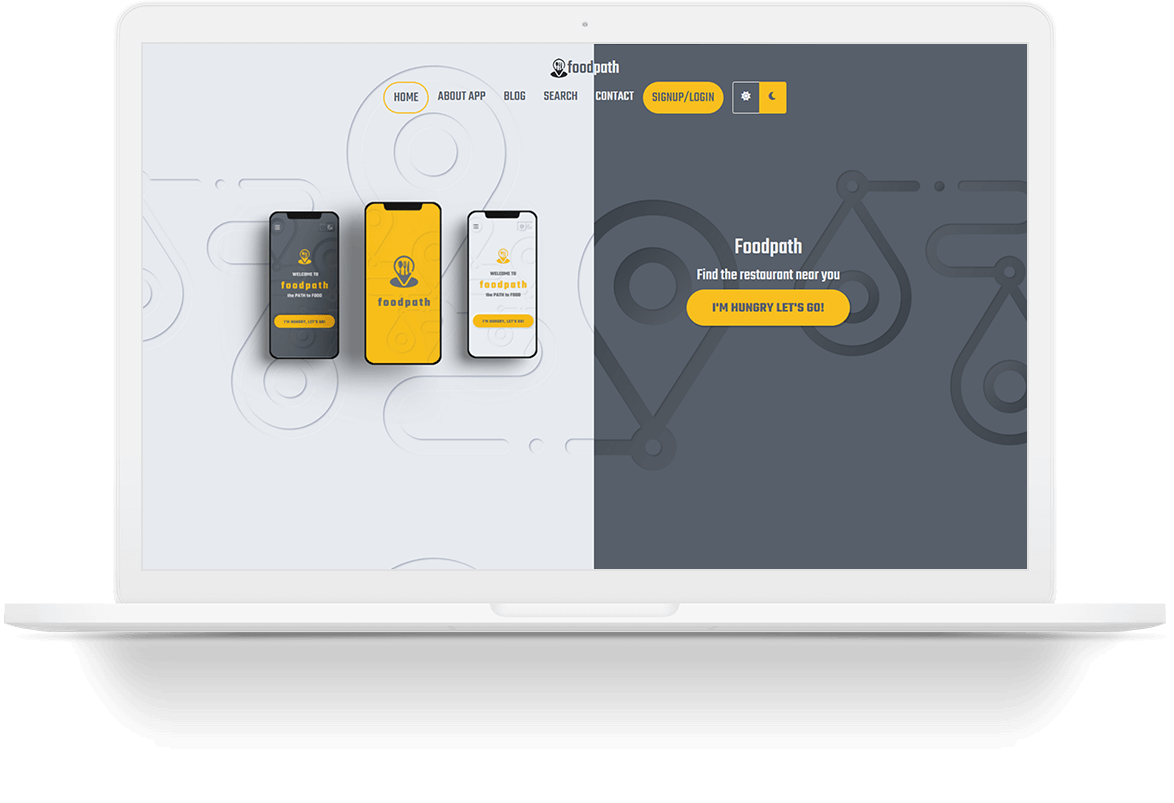 foodpath
HOME ABOUT APP BLOG SEARCH CONTACT SIGNUP/LOGIN
WELCOME TO
foodpath
the PATH to FOOD
I'M HUNGRY, LET'S GO!
foodpath
WELCOME TO
foodpath
the PATH to FOOD
I'M HUNGRY, LET'S GO!
Foodpath
Find the restaurant near you
I'M HUNGRY LET'S GO!